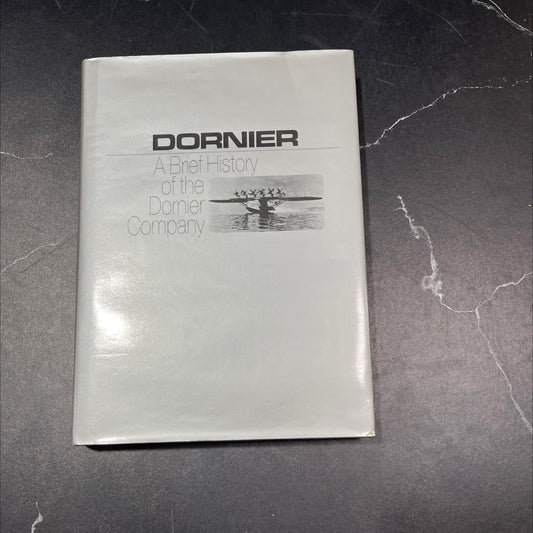 DORNIER
A Brief History
of the
Dornier
Company